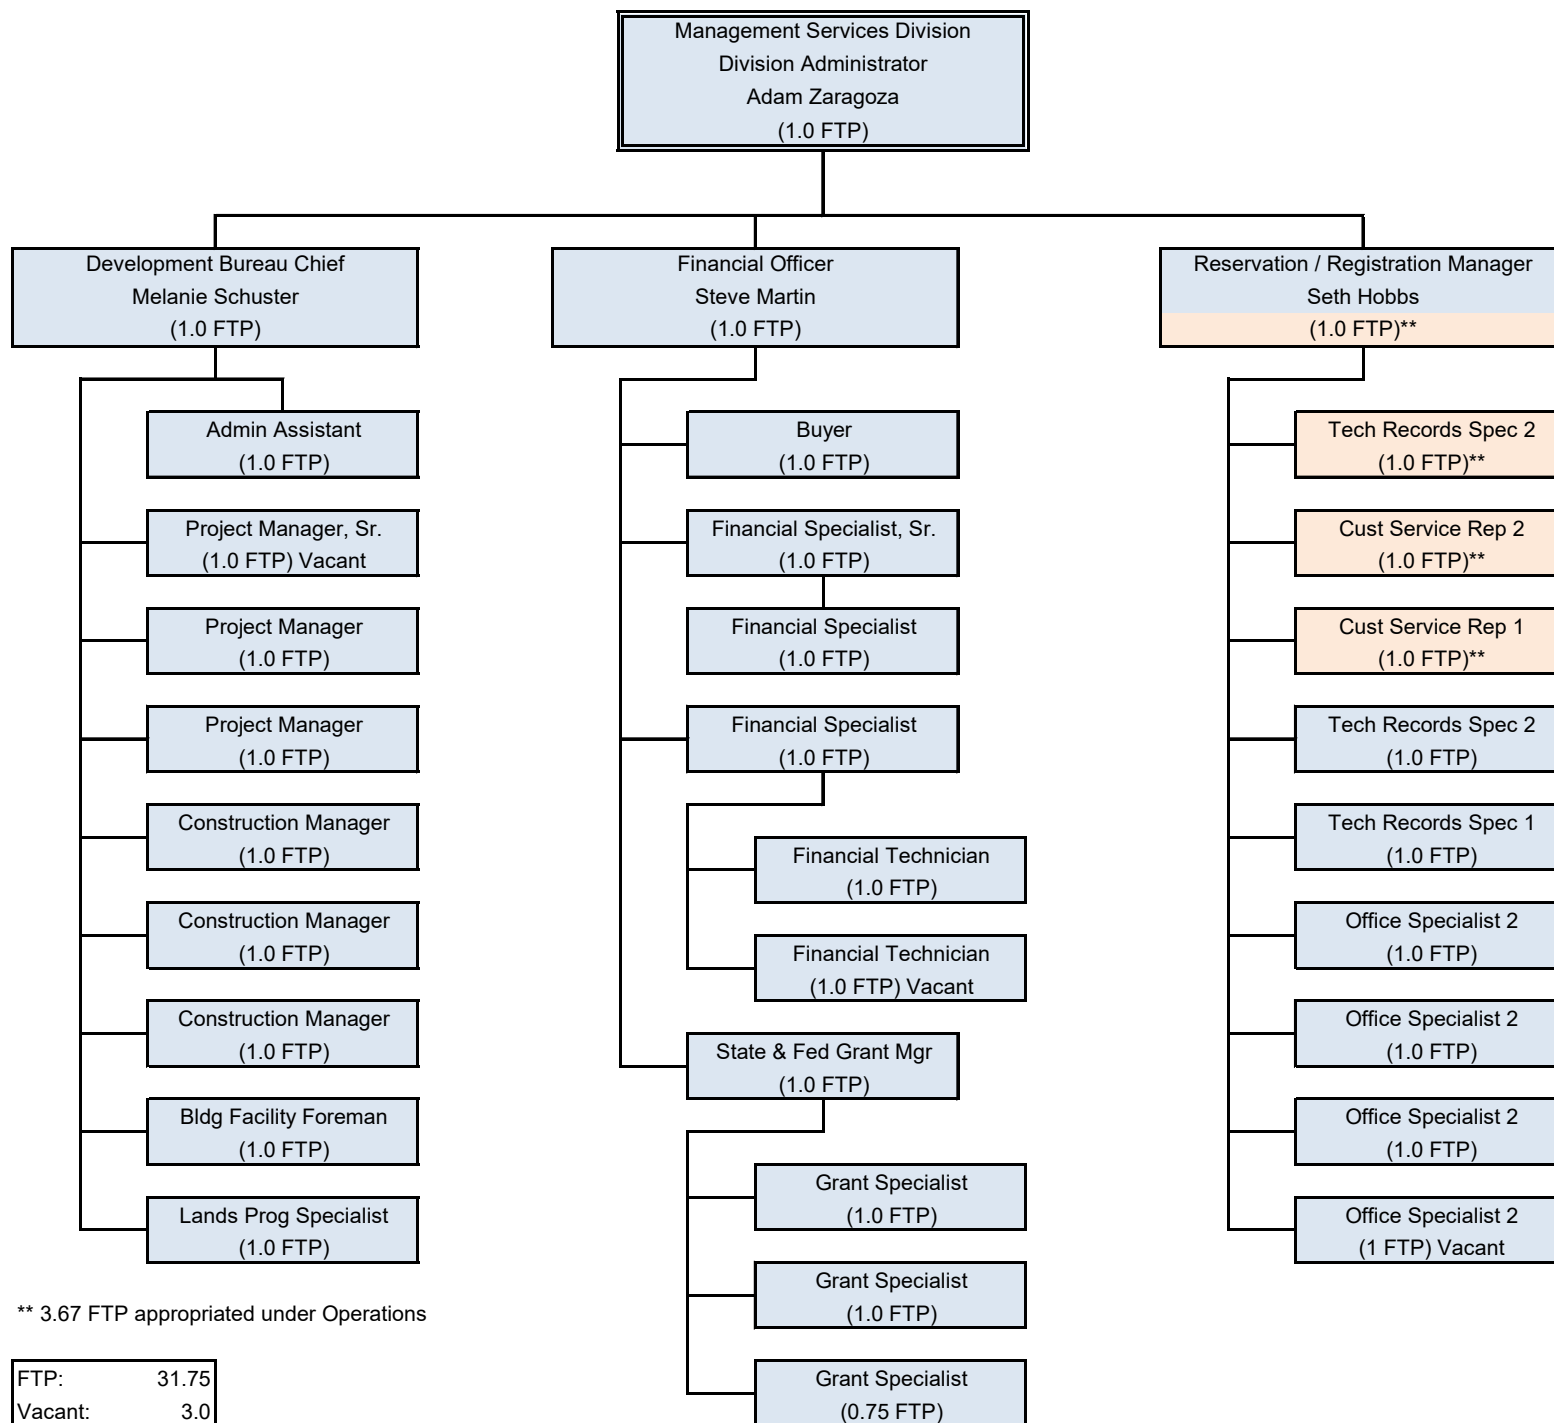 Management Services Division
Division Administrator
Adam Zaragoza
(1.0 FTP)
Development Bureau Chief
Melanie Schuster
(1.0 FTP)
Admin Assistant
(1.0 FTP)
Project Manager, Sr.
(1.0 FTP) Vacant
Project Manager
(1.0 FTP)
Project Manager
(1.0 FTP)
Construction Manager
(1.0 FTP)
Construction Manager
(1.0 FTP)
Construction Manager
(1.0 FTP)
Bldg Facility Foreman
(1.0 FTP)
Lands Prog Specialist
(1.0 FTP)
Financial Officer
Steve Martin
(1.0 FTP)
Buyer
(1.0 FTP)
Financial Specialist, Sr.
(1.0 FTP)
Financial Specialist
(1.0 FTP)
Financial Specialist
(1.0 FTP)
Financial Technician
(1.0 FTP)
Financial Technician
(1.0 FTP) Vacant
State & Fed Grant Mgr
(1.0 FTP)
Grant Specialist
(1.0 FTP)
Grant Specialist
(1.0 FTP)
Grant Specialist
(0.75 FTP)
Reservation / Registration Manager
Seth Hobbs
(1.0 FTP)**
Tech Records Spec 2
(1.0 FTP)**
Cust Service Rep 2
(1.0 FTP)**
Cust Service Rep 1
(1.0 FTP)**
Tech Records Spec 2
(1.0 FTP)
Tech Records Spec 1
(1.0 FTP)
Office Specialist 2
(1.0 FTP)
Office Specialist 2
(1.0 FTP)
Office Specialist 2
(1.0 FTP)
Office Specialist 2
(1 FTP) Vacant
** 3.67 FTP appropriated under Operations
FTP: 31.75
Vacant: 3.0